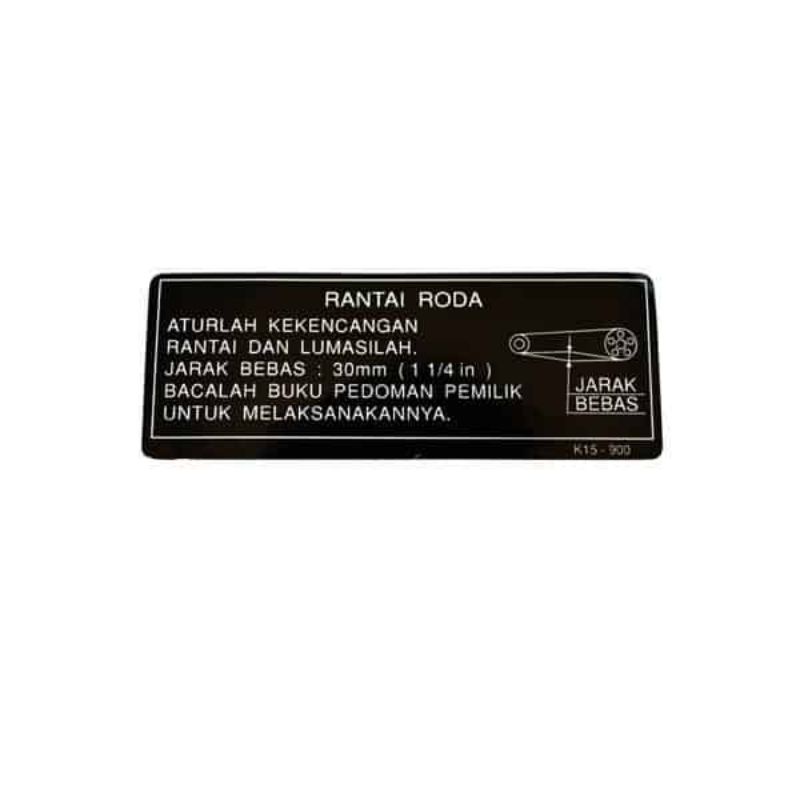 RANTAI RODA
ATURLAH KEKENCANGAN
RANTAI DAN LUMASILAH.
JARAK BEBAS : 30mm ( 1 1/4 in )
BACALAH BUKU PEDOMAN PEMILIK
UNTUK MELAKSANAKANNYA.
JARAK
BEBAS
K15 - 900